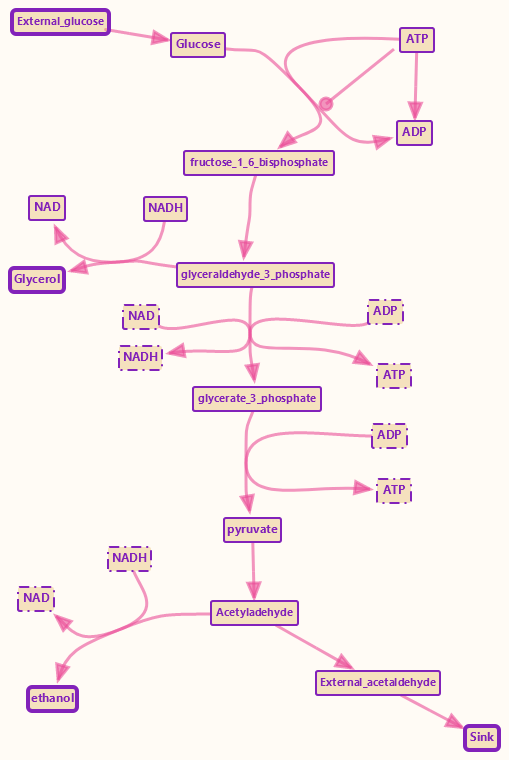 External_glucose
Glucose
ATP
ADP
fructose_1_6_bisphosphate
NAD
NADH
Glycerol
glyceraldehyde_3_phosphate
NAD
ADP
NADH
ATP
glycerate_3_phosphate
ADP
ATP
pyruvate
NADH
NAD
Acetyladehyde
External_acetaldehyde
ethanol
Sink